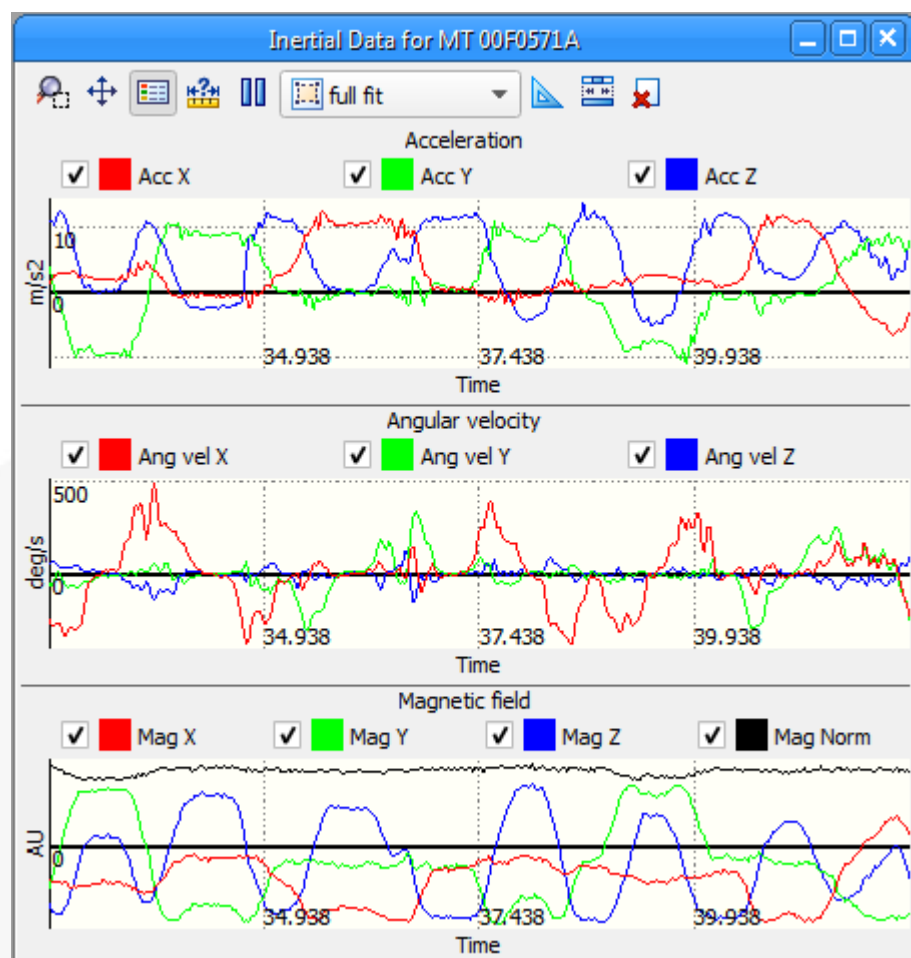 Inertial Data for MT 00F0571A
full fit
Acceleration
Acc X Acc Y Acc Z
10
m/s2
0
34.938 37.438 39.938
Time
Angular velocity
Ang vel X Ang vel Y Ang vel Z
500
deg/s
0
34.938 37.438 39.938
Time
Magnetic field
Mag X Mag Y Mag Z Mag Norm
AU
0
34.938 37.438 39.938
Time